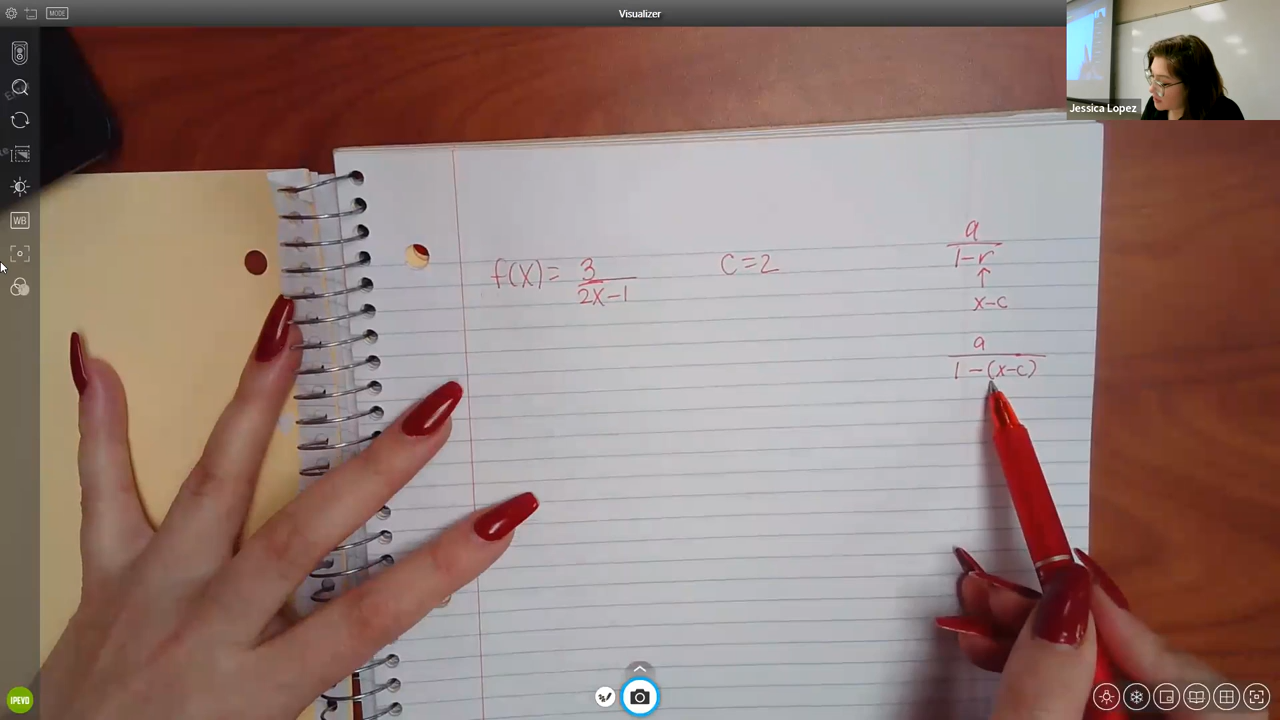 MODE
Visualizer
Jessica Lopez
WB
f(x) = 3/(2x-1) c=2
a/(1-r)
↑
x-c
a/(1-(x-c))
IPEVO